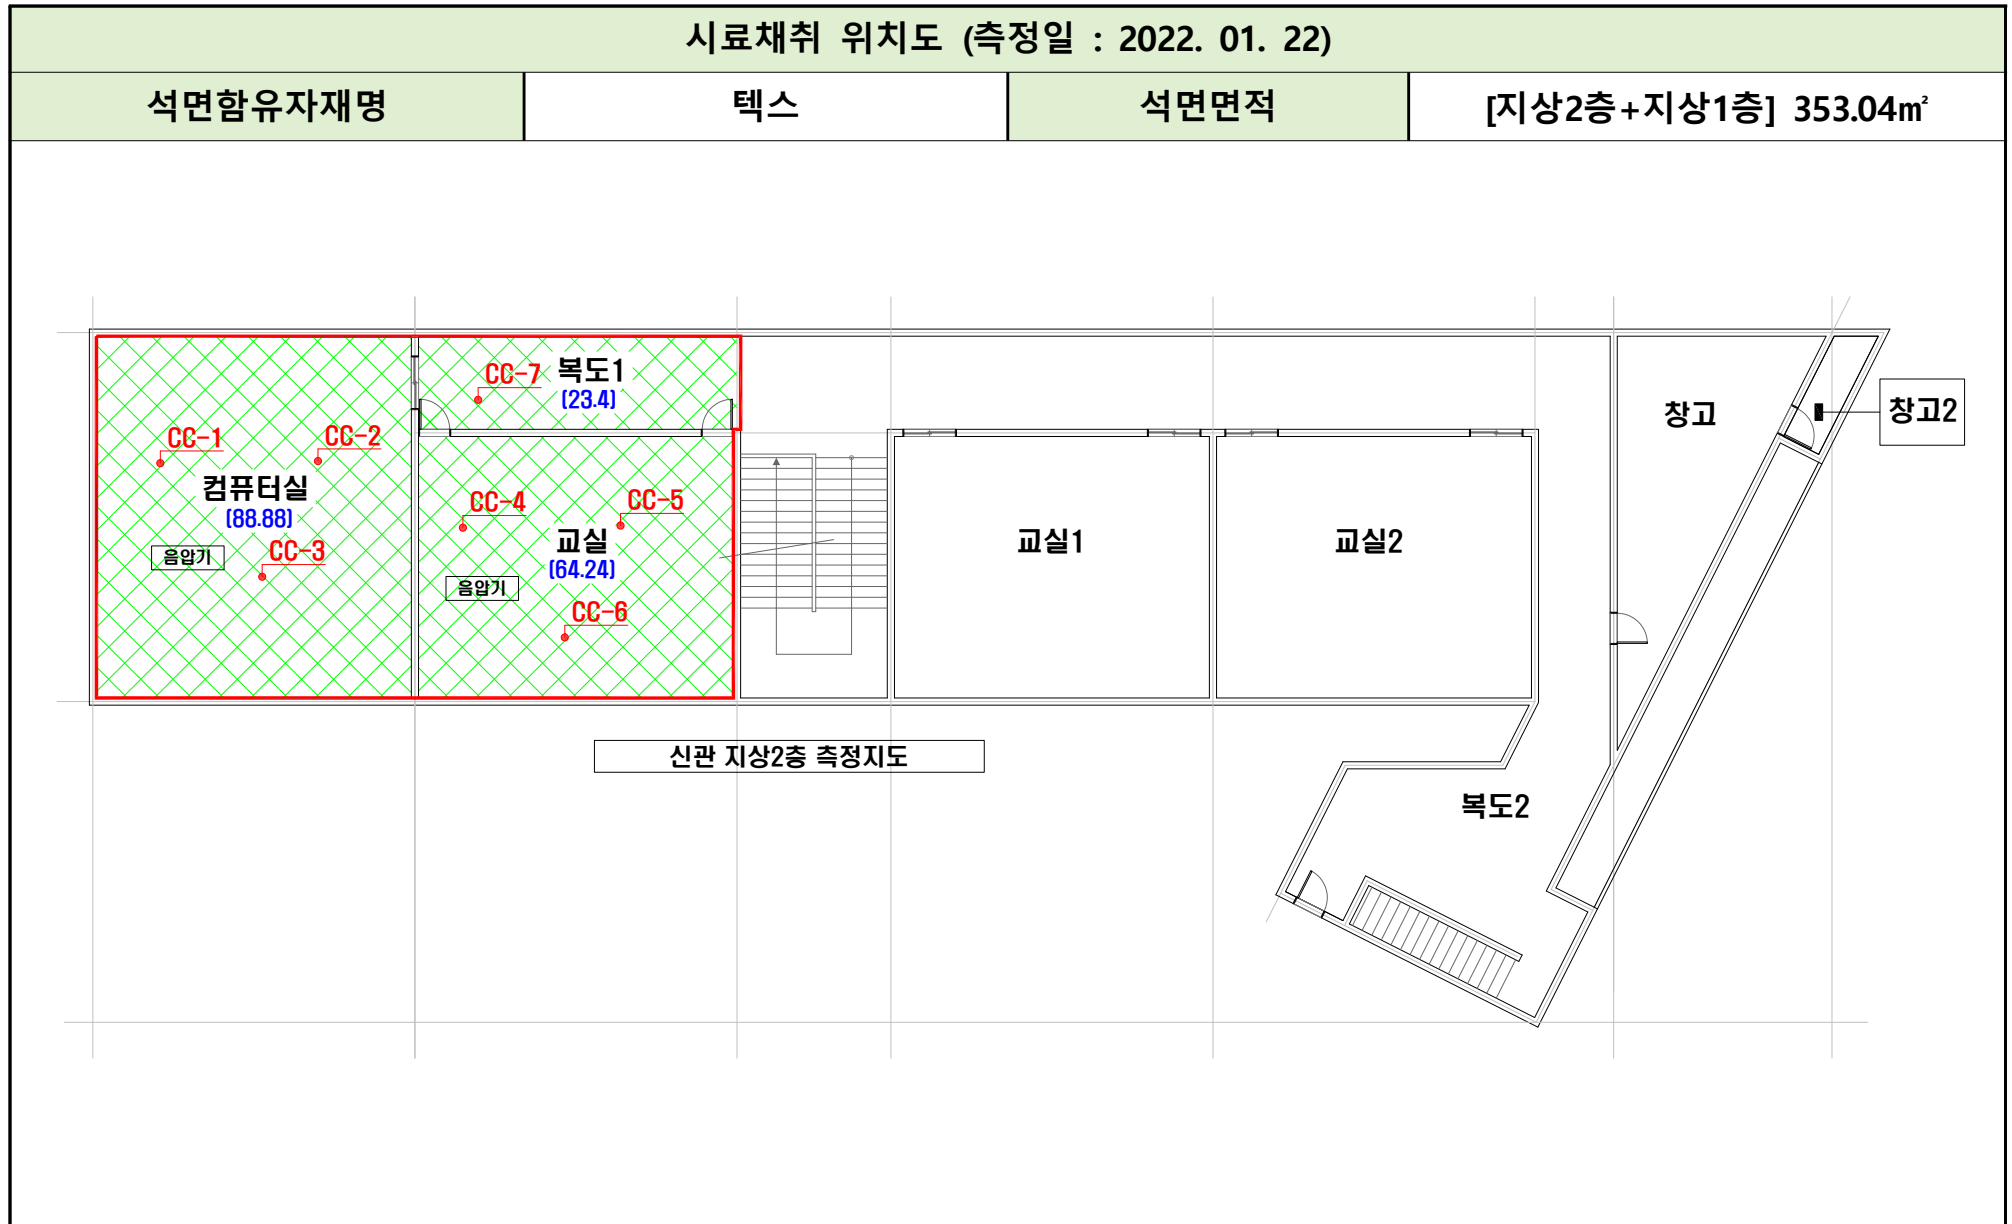 시료채취 위치도 (측정일 : 2022. 01. 22)
석면함유자재명 텍스 석면면적 [지상2층+지상1층] 353.04㎡
CC-7 복도1
(23.4)
창고
창고2
CC-1 CC-2
컴퓨터실
(88.88)
CC-4 CC-5
교실
(64.24)
교실1
교실2
음압기 CC-3
음압기
CC-6
신관 지상2층 측정지도
복도2